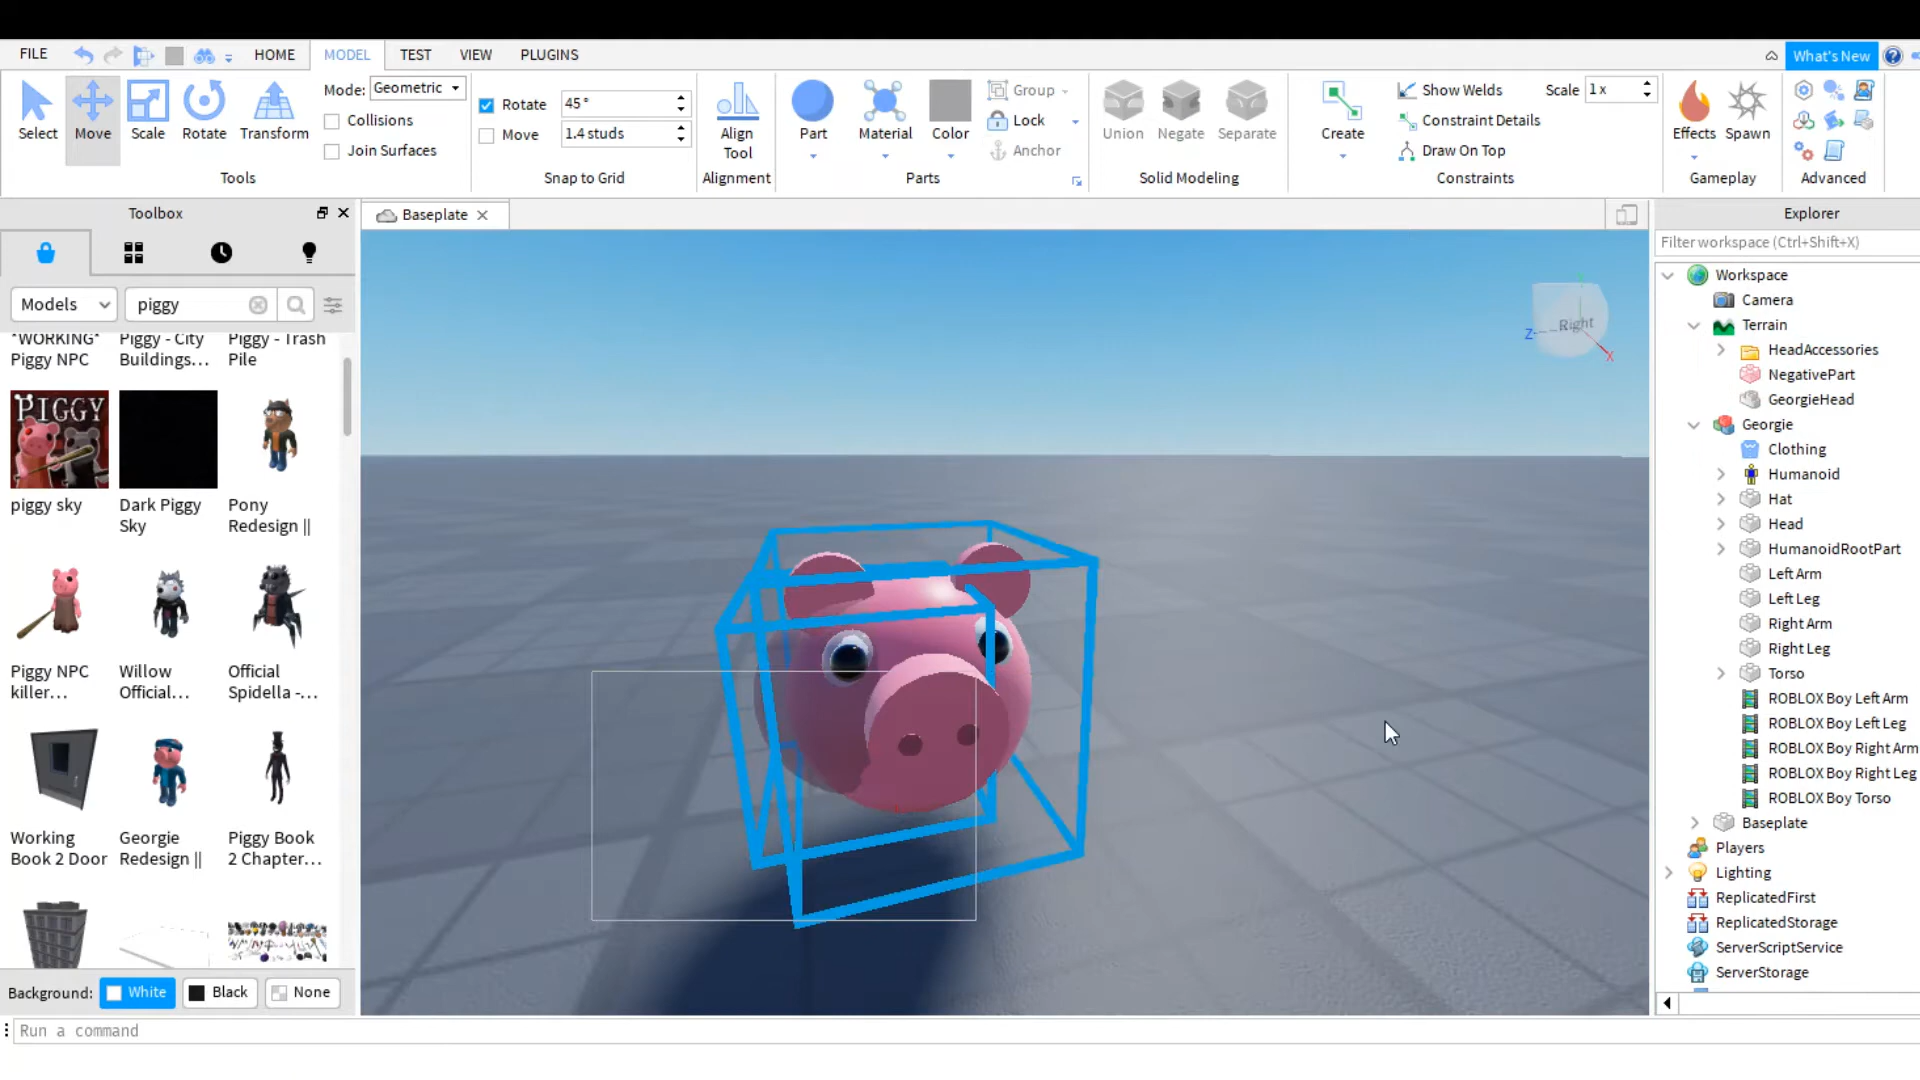 FILE
HOME
MODEL
TEST
VIEW
PLUGINS
What's New
Select
Move
Scale
Rotate
Transform
Tools
Mode: Geometric
Collisions
Join Surfaces
Rotate 45°
Move 1.4 studs
Snap to Grid
Align
Tool
Alignment
Part
Material
Color
Group
Lock
Anchor
Parts
Union
Negate
Separate
Solid Modeling
Create
Show Welds
Scale 1 x
Constraint Details
Draw On Top
Constraints
Effects
Spawn
Gameplay
Advanced
Toolbox
Models
piggy
*WORKING*
Piggy NPC
Piggy - City
Buildings...
Piggy - Trash
Pile
PIGGY
piggy sky
Dark Piggy
Sky
Pony
Redesign ||
Piggy NPC
killer...
Willow
Official...
Official
Spidella -...
Working
Book 2 Door
Georgie
Redesign ||
Piggy Book
2 Chapter...
Background:
White
Black
None
Run a command
Baseplate
Right
Z
X
Explorer
Filter workspace (Ctrl+Shift+X)
Workspace
Camera
Terrain
HeadAccessories
NegativePart
GeorgieHead
Georgie
Clothing
Humanoid
Hat
Head
HumanoidRootPart
Left Arm
Left Leg
Right Arm
Right Leg
Torso
ROBLOX Boy Left Arm
ROBLOX Boy Left Leg
ROBLOX Boy Right Arm
ROBLOX Boy Right Leg
ROBLOX Boy Torso
Baseplate
Players
Lighting
ReplicatedFirst
ReplicatedStorage
ServerScriptService
ServerStorage